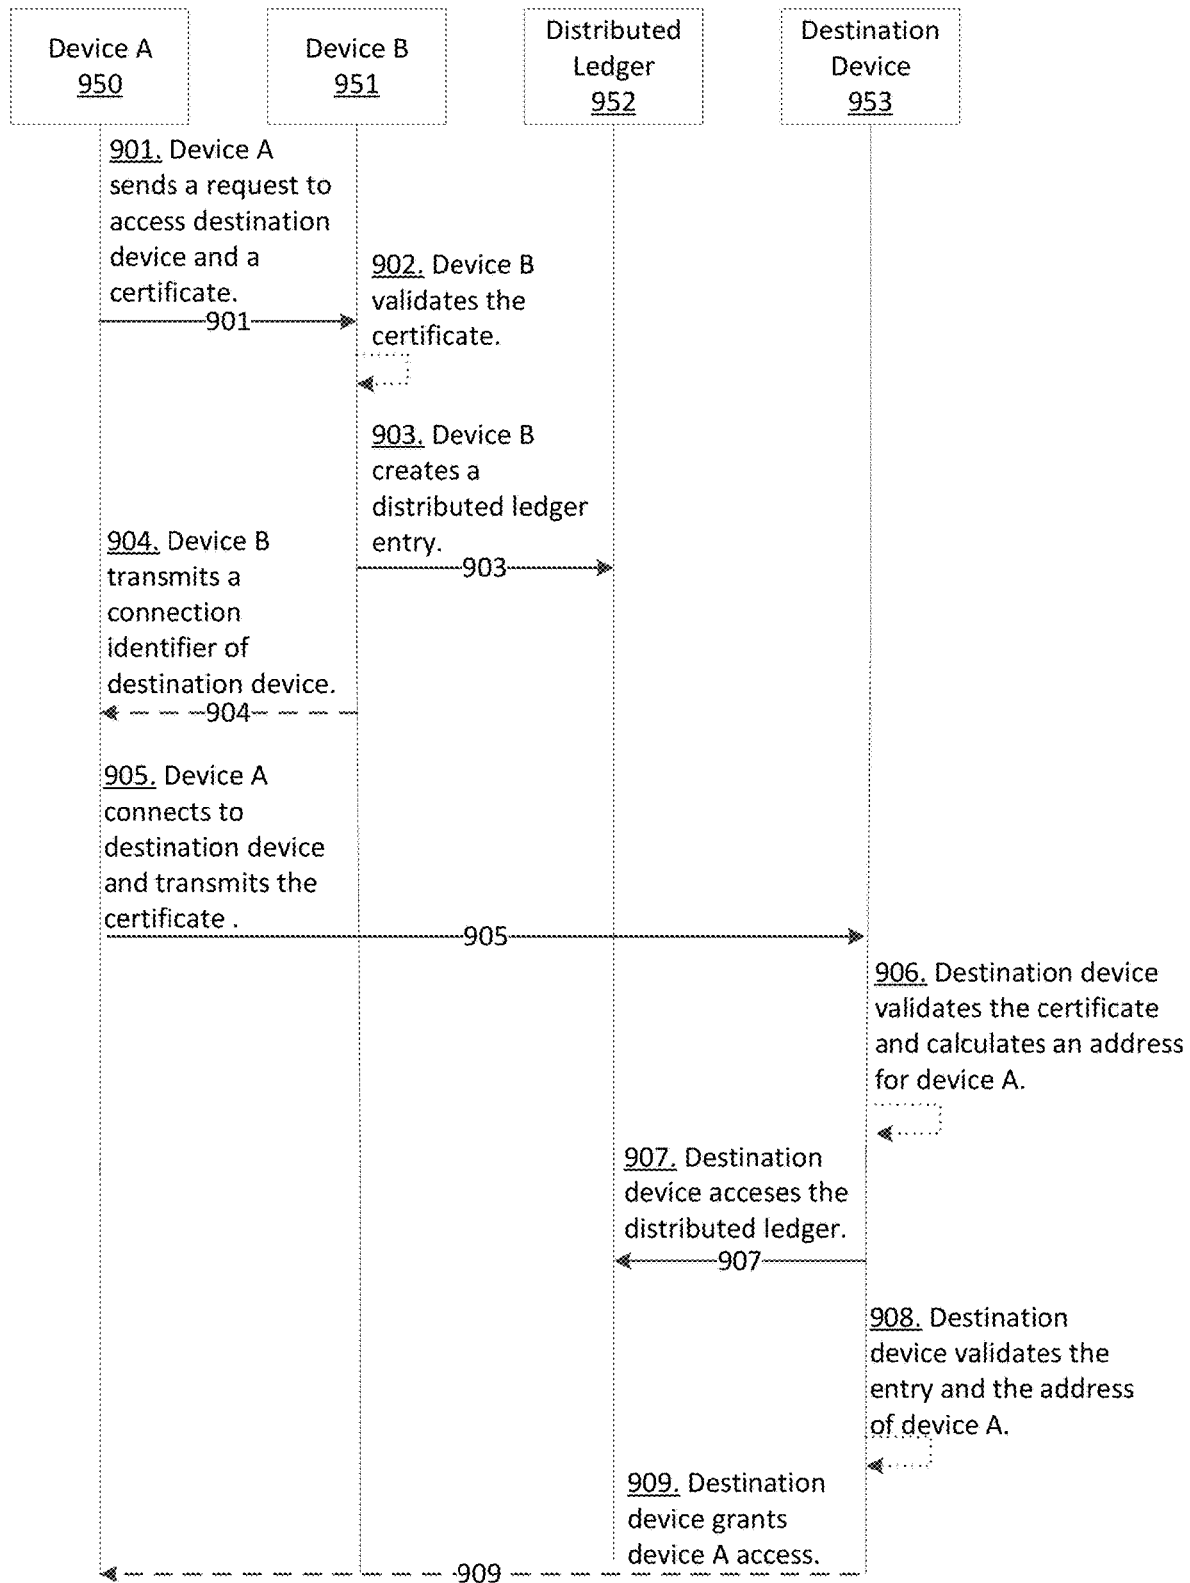 Device A
950
Device B
951
Distributed
Ledger
952
Destination
Device
953
901. Device A
sends a request to
access destination
device and a
certificate.
901
902. Device B
validates the
certificate.
903. Device B
creates a
distributed ledger
entry.
903
904. Device B
transmits a
connection
identifier of
destination device.
904
905. Device A
connects to
destination device
and transmits the
certificate .
905
906. Destination device
validates the certificate
and calculates an address
for device A.
907. Destination
device acceses the
distributed ledger.
907
908. Destination
device validates the
entry and the address
of device A.
909. Destination
device grants
device A access.
909